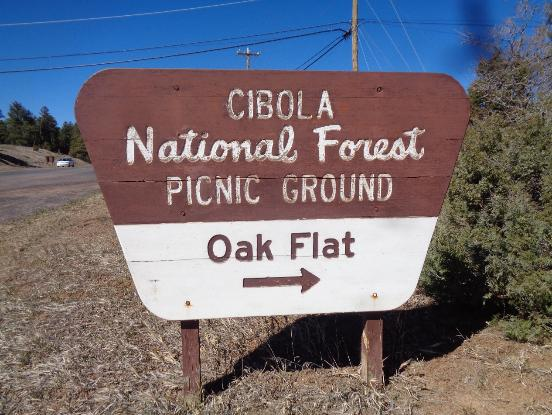 CIBOLA
National Forest
PICNIC GROUND
Oak Flat